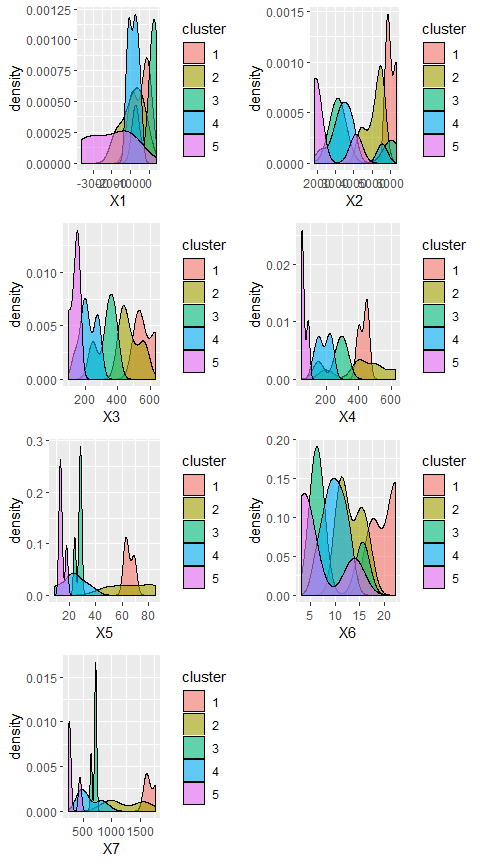 0.00125
0.00100
0.00075
0.00050
0.00025
0.00000
density
X1
cluster
1
2
3
4
5
0.0015
0.0010
0.0005
0.0000
density
X2
cluster
1
2
3
4
5
0.010
0.005
0.000
density
200 400 600
X3
cluster
1
2
3
4
5
0.02
0.01
0.00
density
200 400 600
X4
cluster
1
2
3
4
5
0.3
0.2
0.1
0.0
density
20 40 60 80
X5
cluster
1
2
3
4
5
0.20
0.15
0.10
0.05
0.00
density
5 10 15 20
X6
cluster
1
2
3
4
5
0.015
0.010
0.005
0.000
density
500 1000 1500
X7
cluster
1
2
3
4
5